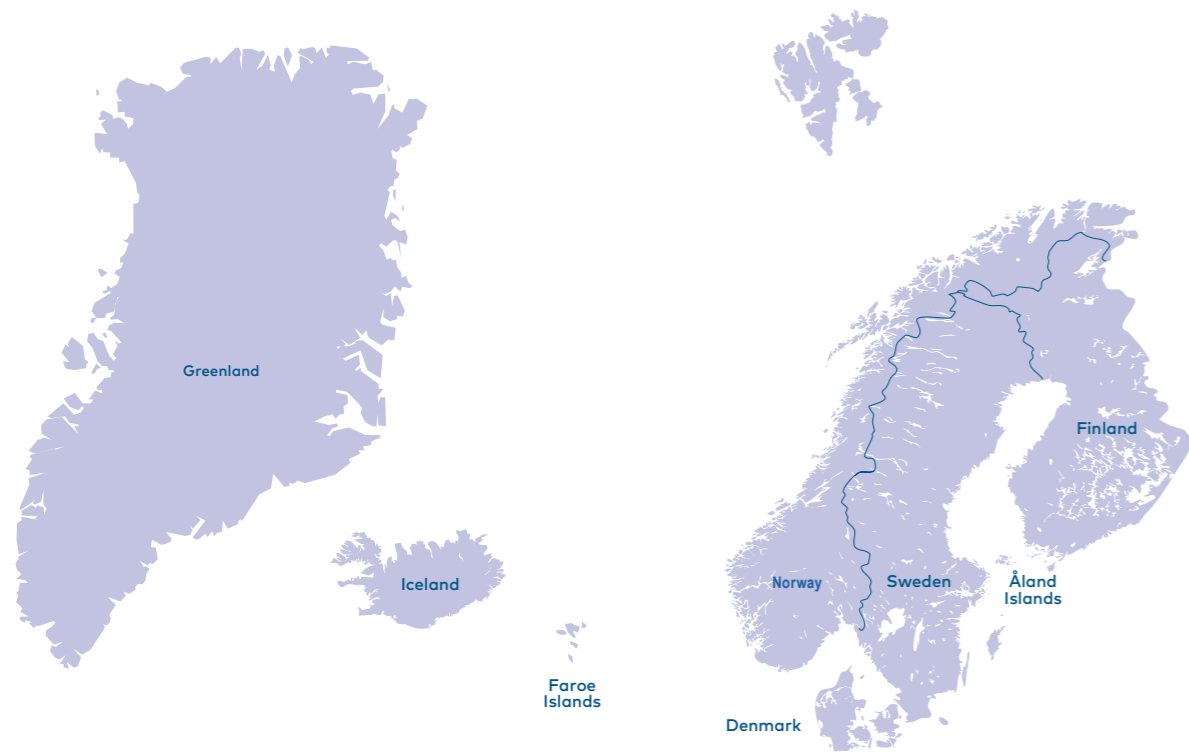 Greenland
Finland
Iceland
Norway
Sweden
Åland
Islands
Faroe
Islands
Denmark